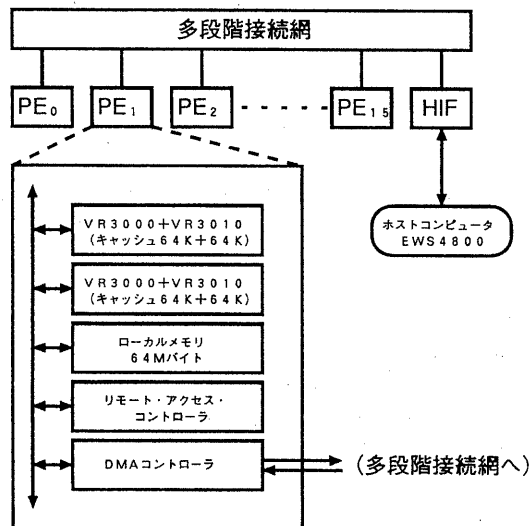 多段階接続網
PE₀ PE₁ PE₂ PE₁₅ HIF
VR3000+VR3010
(キャッシュ64K+64K)
ホストコンピュータ
EWS4800
VR3000+VR3010
(キャッシュ64K+64K)
ローカルメモリ
64Mバイト
リモート・アクセス・
コントローラ
DMAコントローラ
(多段階接続網へ)